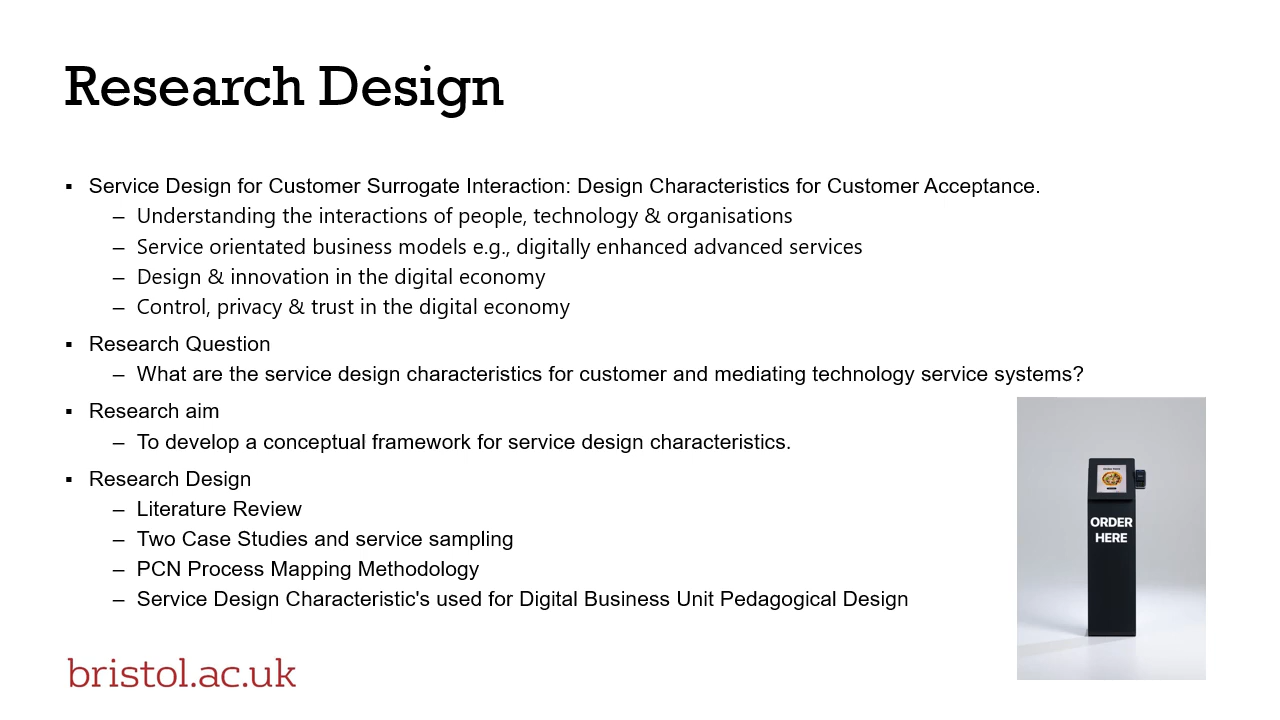 Research Design
▪ Service Design for Customer Surrogate Interaction: Design Characteristics for Customer Acceptance.
– Understanding the interactions of people, technology & organisations
– Service orientated business models e.g., digitally enhanced advanced services
– Design & innovation in the digital economy
– Control, privacy & trust in the digital economy
▪ Research Question
– What are the service design characteristics for customer and mediating technology service systems?
▪ Research aim
– To develop a conceptual framework for service design characteristics.
▪ Research Design
– Literature Review
– Two Case Studies and service sampling
– PCN Process Mapping Methodology
– Service Design Characteristic's used for Digital Business Unit Pedagogical Design
ORDER
HERE
bristol.ac.uk